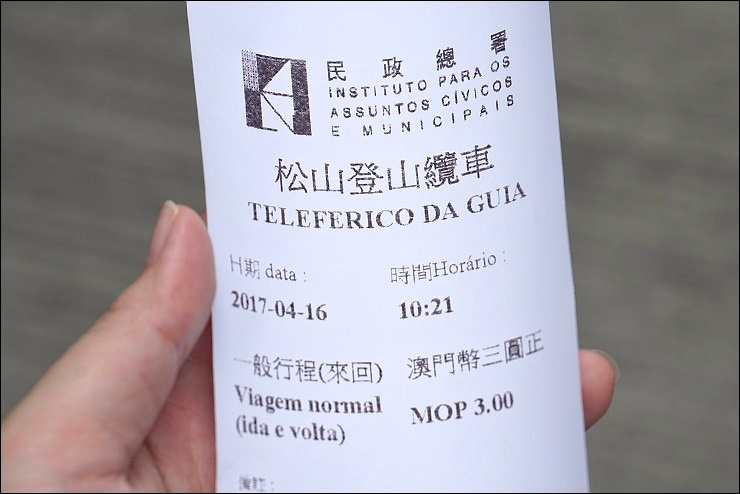 民政總署
INSTITUTO PARA OS
ASSUNTOS CÍVICOS
E MUNICIPAIS
松山登山纜車
TELEFERICO DA GUIA
日期 data :
時間Horário :
2017-04-16
10:21
一般行程(來回)
澳門幣三圓正
Viagem normal
(ida e volta)
MOP 3.00
備註: